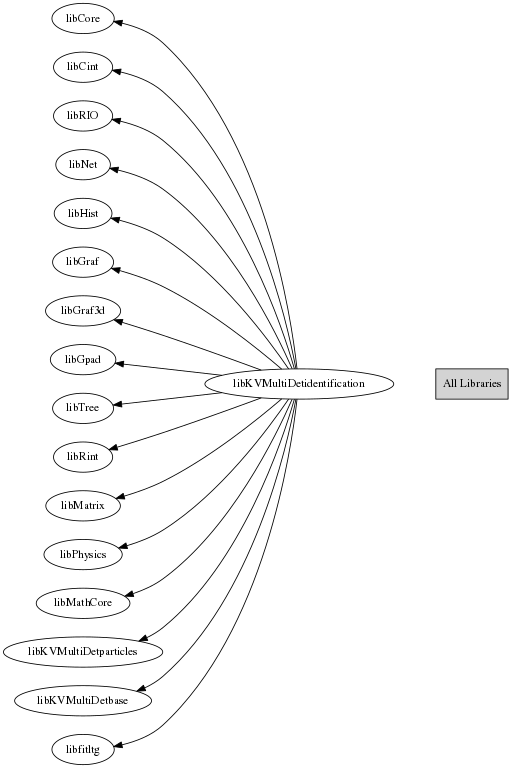 libCore
libCint
libRIO
libNet
libHist
libGraf
libGraf3d
libGpad
libKVMultiDetidentification
All Libraries
libTree
libRint
libMatrix
libPhysics
libMathCore
libKVMultiDetparticles
libKVMultiDetbase
libfitltg